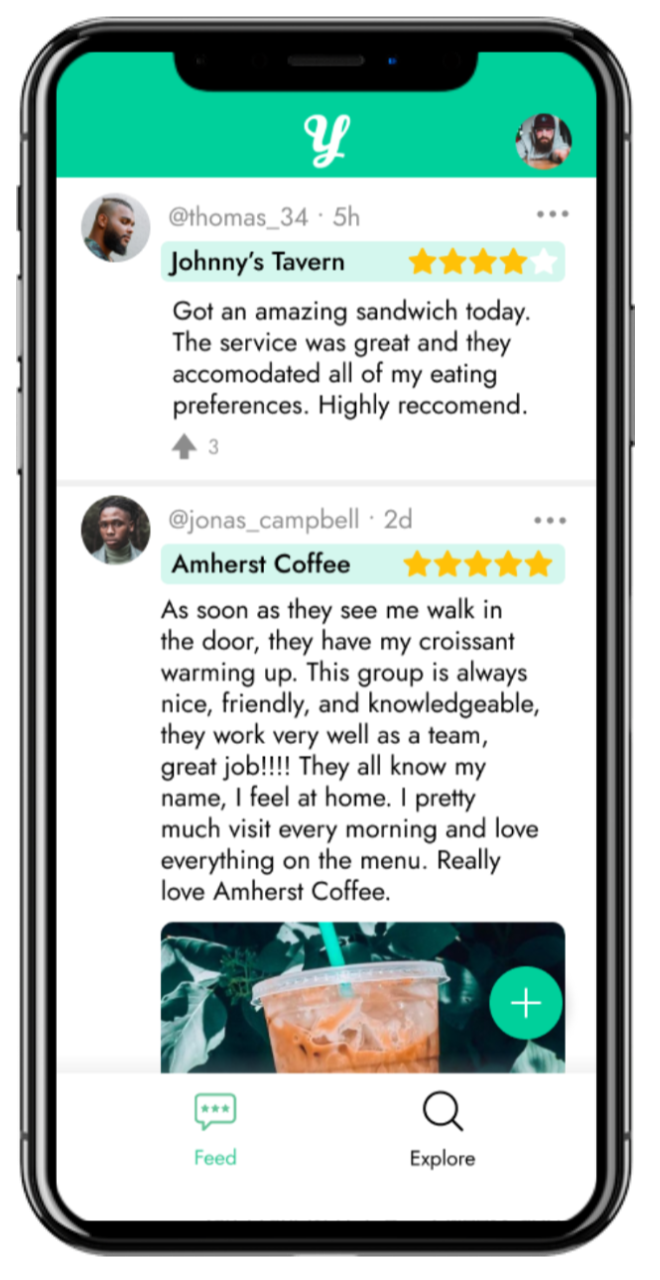 y
@thomas_34 · 5h
Johnny's Tavern
Got an amazing sandwich today.
The service was great and they
accomodated all of my eating
preferences. Highly reccomend.
3
@jonas_campbell · 2d
Amherst Coffee
As soon as they see me walk in
the door, they have my croissant
warming up. This group is always
nice, friendly, and knowledgeable,
they work very well as a team,
great job!!!! They all know my
name, I feel at home. I pretty
much visit every morning and love
everything on the menu. Really
love Amherst Coffee.
Feed
Explore